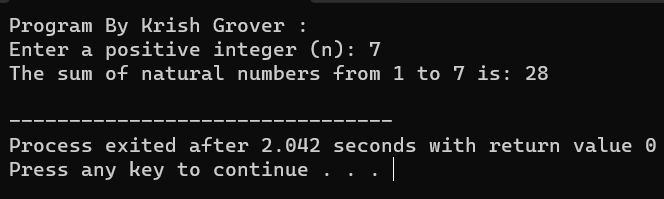 Program By Krish Grover :
Enter a positive integer (n): 7
The sum of natural numbers from 1 to 7 is: 28
--------------------------------
Process exited after 2.042 seconds with return value 0
Press any key to continue . . .